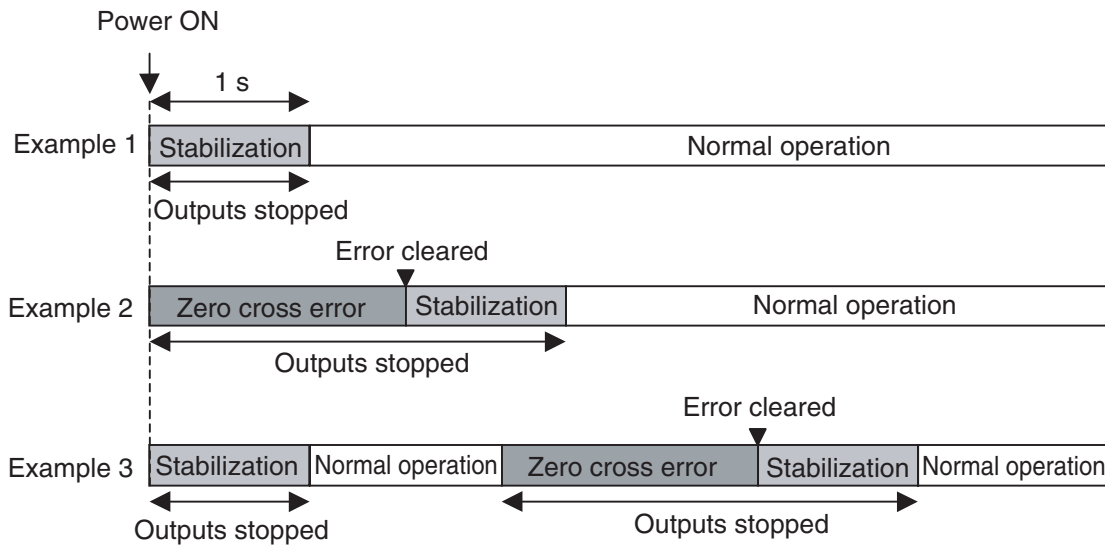 Power ON
1 s
Example 1
Stabilization
Normal operation
Outputs stopped
Error cleared
Example 2
Zero cross error
Stabilization
Normal operation
Outputs stopped
Error cleared
Example 3
Stabilization
Normal operation
Zero cross error
Stabilization
Normal operation
Outputs stopped
Outputs stopped